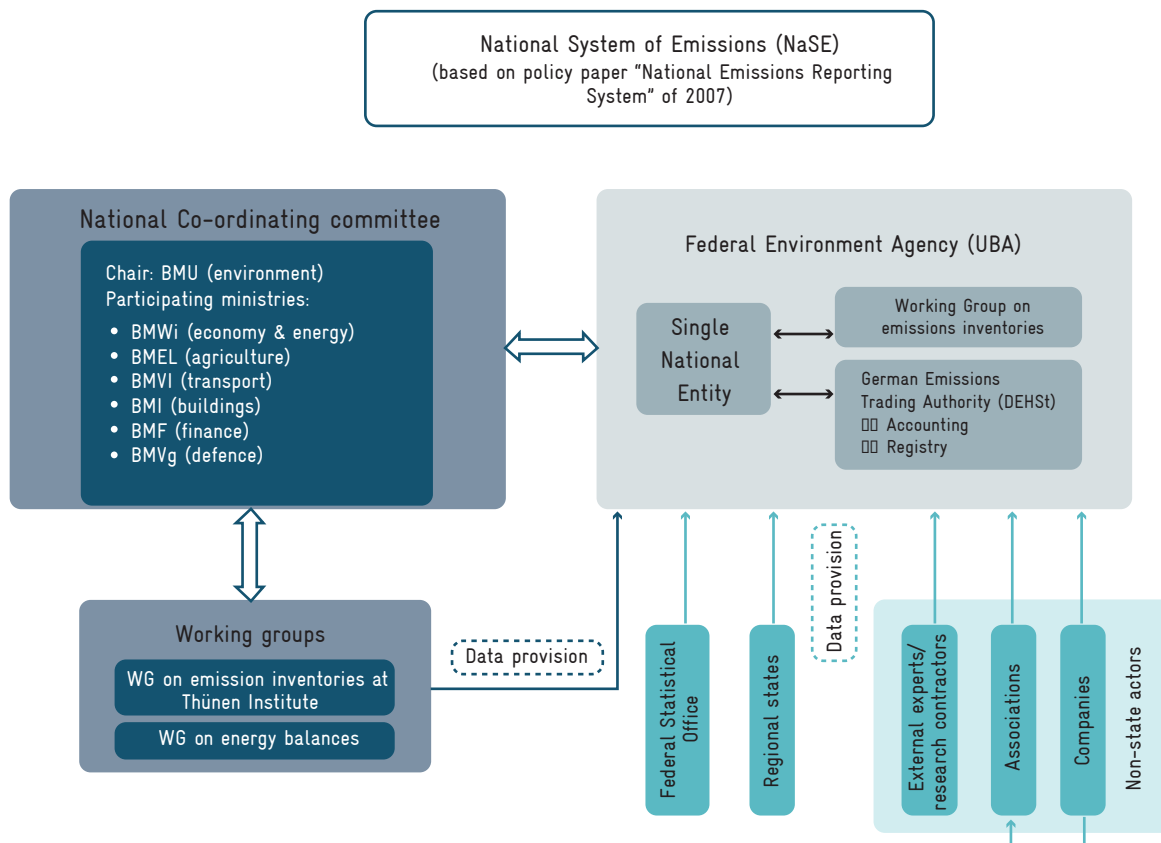 National System of Emissions (NaSE)
(based on policy paper “National Emissions Reporting
System” of 2007)
National Co-ordinating committee
Chair: BMU (environment)
Participating ministries:
• BMWi (economy & energy)
• BMEL (agriculture)
• BMVI (transport)
• BMI (buildings)
• BMF (finance)
• BMVg (defence)
Federal Environment Agency (UBA)
Single
National
Entity
Working Group on
emissions inventories
German Emissions
Trading Authority (DEHSt)
Accounting
Registry
Working groups
WG on emission inventories at
Thünen Institute
WG on energy balances
Data provision
Federal Statistical
Office
Regional states
Data provision
External experts/
research contractors
Associations
Companies
Non-state actors